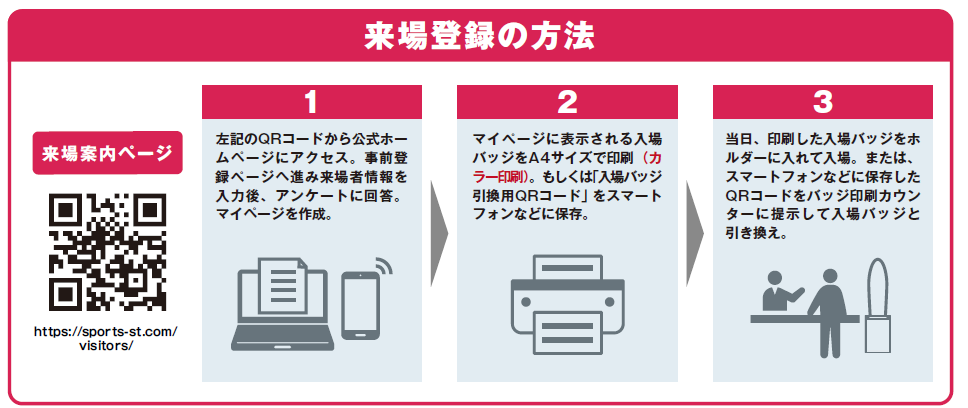 来場登録の方法
来場案内ページ
https://sports-st.com/
visitors/
1
左記のQRコードから公式ホー
ムページにアクセス。事前登
録ページへ進み来場者情報を
入力後、アンケートに回答。
マイページを作成。
2
マイページに表示される入場
バッジをA4サイズで印刷（カ
ラー印刷）。もしくは「入場バッジ
引換用QRコード」をスマート
フォンなどに保存。
3
当日、印刷した入場バッジをホ
ルダーに入れて入場。または、
スマートフォンなどに保存した
QRコードをバッジ印刷カウン
ターに提示して入場バッジと
引き換え。